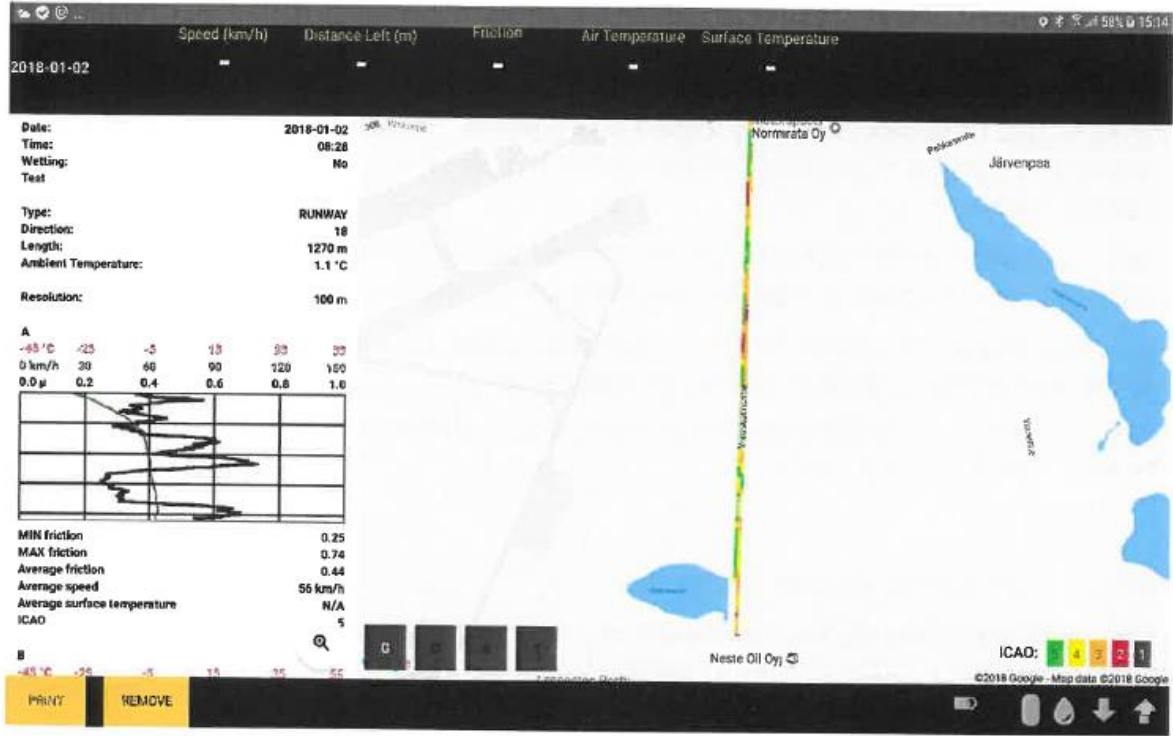 58% 15:14
Speed (km/h) Distance Left (m) Friction Air Temperature Surface Temperature
2018-01-02 - - - - -
Date: 2018-01-02
Time: 08:28
Wetting: No
Test
Type: RUNWAY
Direction: 18
Length: 1270 m
Ambient Temperature: 1.1 °C
Resolution: 100 m
A
-45 °C -25 -5 15 35 55
0 km/h 30 60 90 120 150
0.0 µ 0.2 0.4 0.6 0.8 1.0
MIN friction 0.25
MAX friction 0.74
Average friction 0.44
Average speed 56 km/h
Average surface temperature N/A
ICAO 5
B
-45 °C -25 -5 15 35 55
Normirata Oy
Järvenpaa
G
Neste Oil Oyj
ICAO: 5 4 3 2 1
©2018 Google - Map data ©2018 Google
PRINT REMOVE